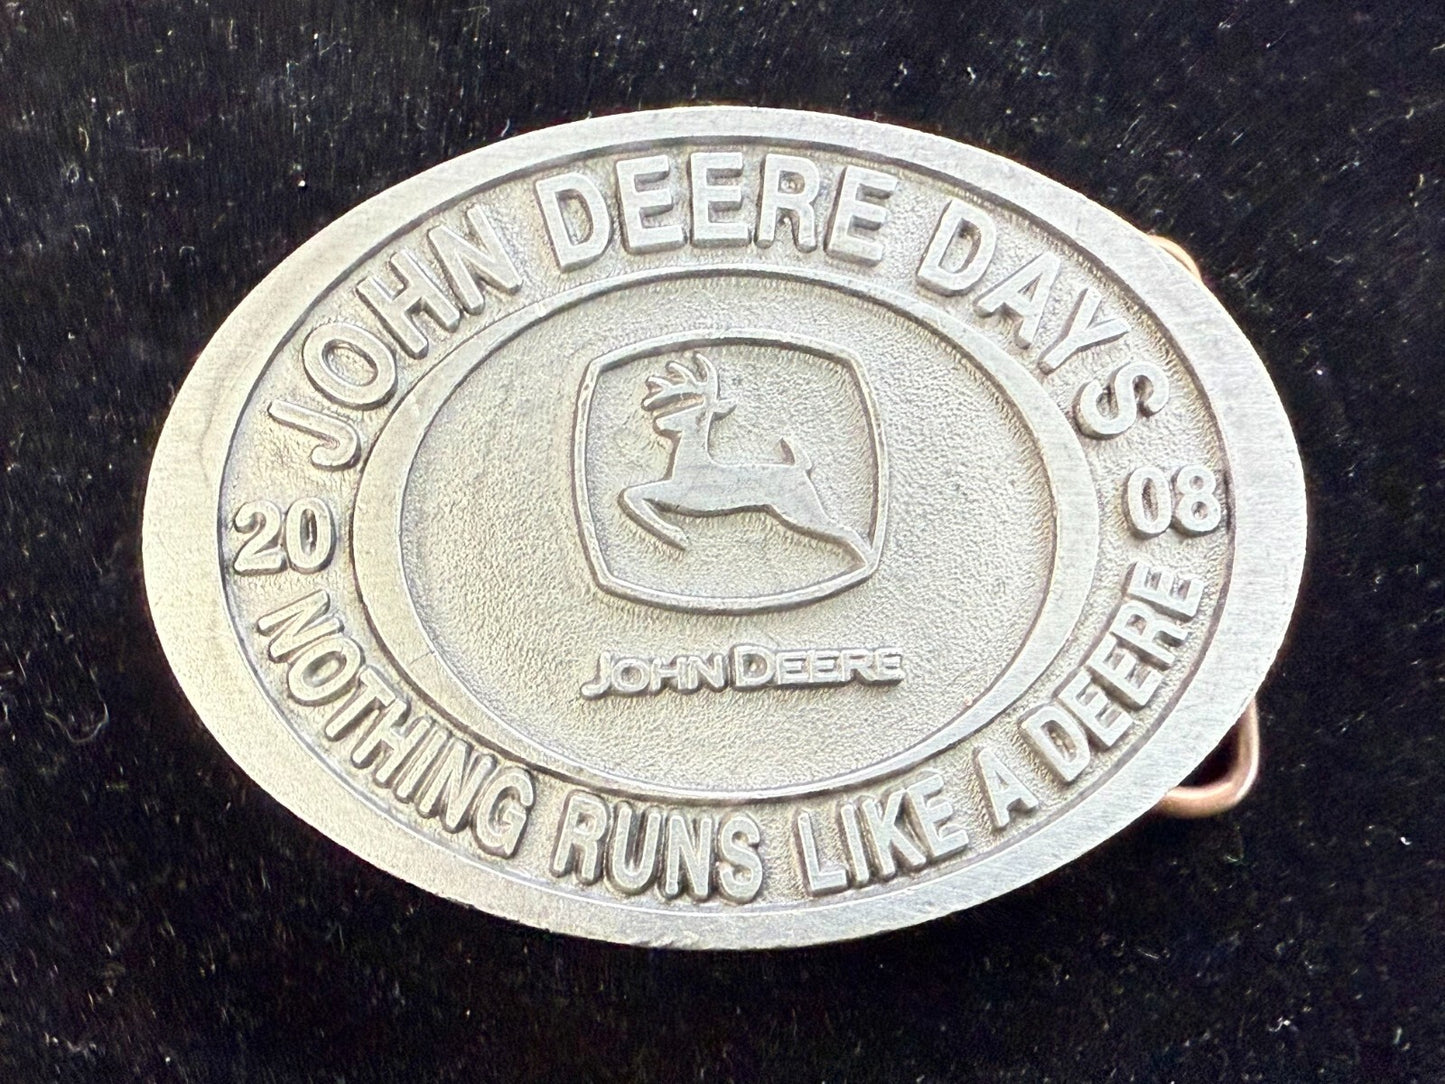 JOHN DEERE DAYS
20 08
JOHN DEERE
NOTHING RUNS LIKE A DEERE